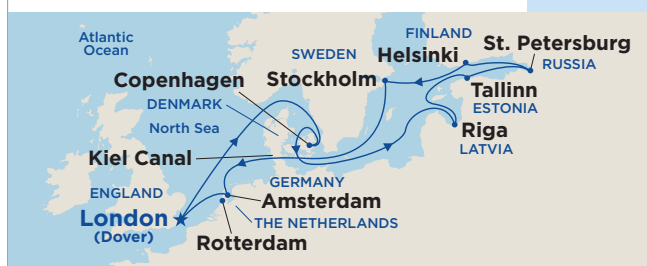 Atlantic
Ocean
FINLAND
St. Petersburg
SWEDEN
Helsinki
RUSSIA
Copenhagen
Stockholm
Tallinn
DENMARK
ESTONIA
North Sea
Riga
LATVIA
Kiel Canal
GERMANY
ENGLAND
Amsterdam
London
(Dover)
THE NETHERLANDS
Rotterdam